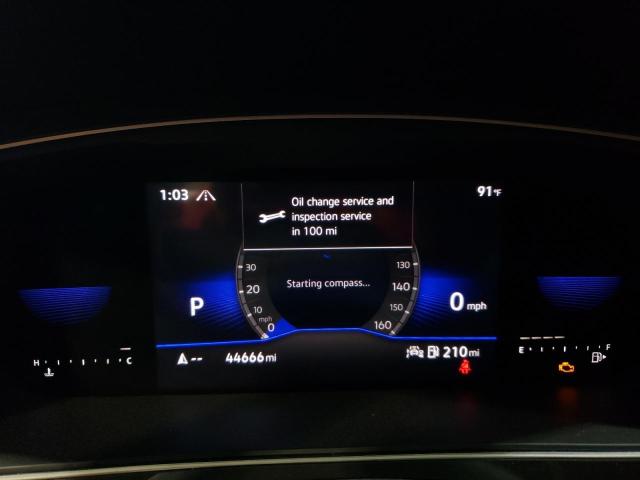 1:03
91°F
Oil change service and
inspection service
in 100 mi
30
20
10
mph
0
Starting compass...
130
140
150
160
P
0 mph
H
C
--
44666 mi
210 mi
E
F